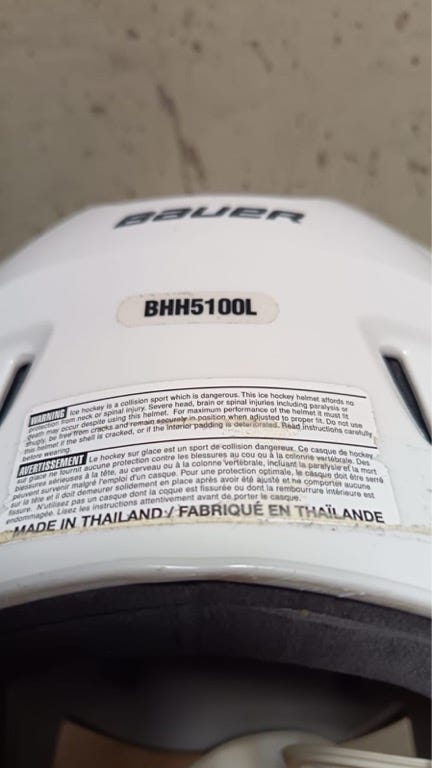 BAUER
BHH5100L
WARNING Ice hockey is a collision sport which is dangerous. This ice hockey helmet affords no
protection from neck or spinal injury. Severe head, brain or spinal injuries including paralysis or
death may occur despite using this helmet. For maximum performance of the helmet it must fit
snugly, be free from cracks and remain securely in position when adjusted to proper fit. Do not use
this helmet if the shell is cracked, or if the interior padding is deteriorated. Read instructions carefully
before wearing.
AVERTISSEMENT Le hockey sur glace est un sport de collision dangereux. Ce casque de hockey
sur glace ne fournit aucune protection contre les blessures au cou ou à la colonne vertébrale. Des
blessures sérieuses à la tête, au cerveau ou à la colonne vertébrale, incluant la paralysie et la mort
peuvent survenir malgré l'emploi d'un casque. Pour une protection optimale, le casque doit être serré
sur la tête et il doit demeurer solidement en place après avoir été ajusté et ne comporter aucune
fissure. N'utilisez pas un casque dont la coque est fissurée ou dont la rembourrure intérieure est
endommagée. Lisez les instructions attentivement avant de porter le casque.
MADE IN THAILAND / FABRIQUÉ EN THAÏLANDE